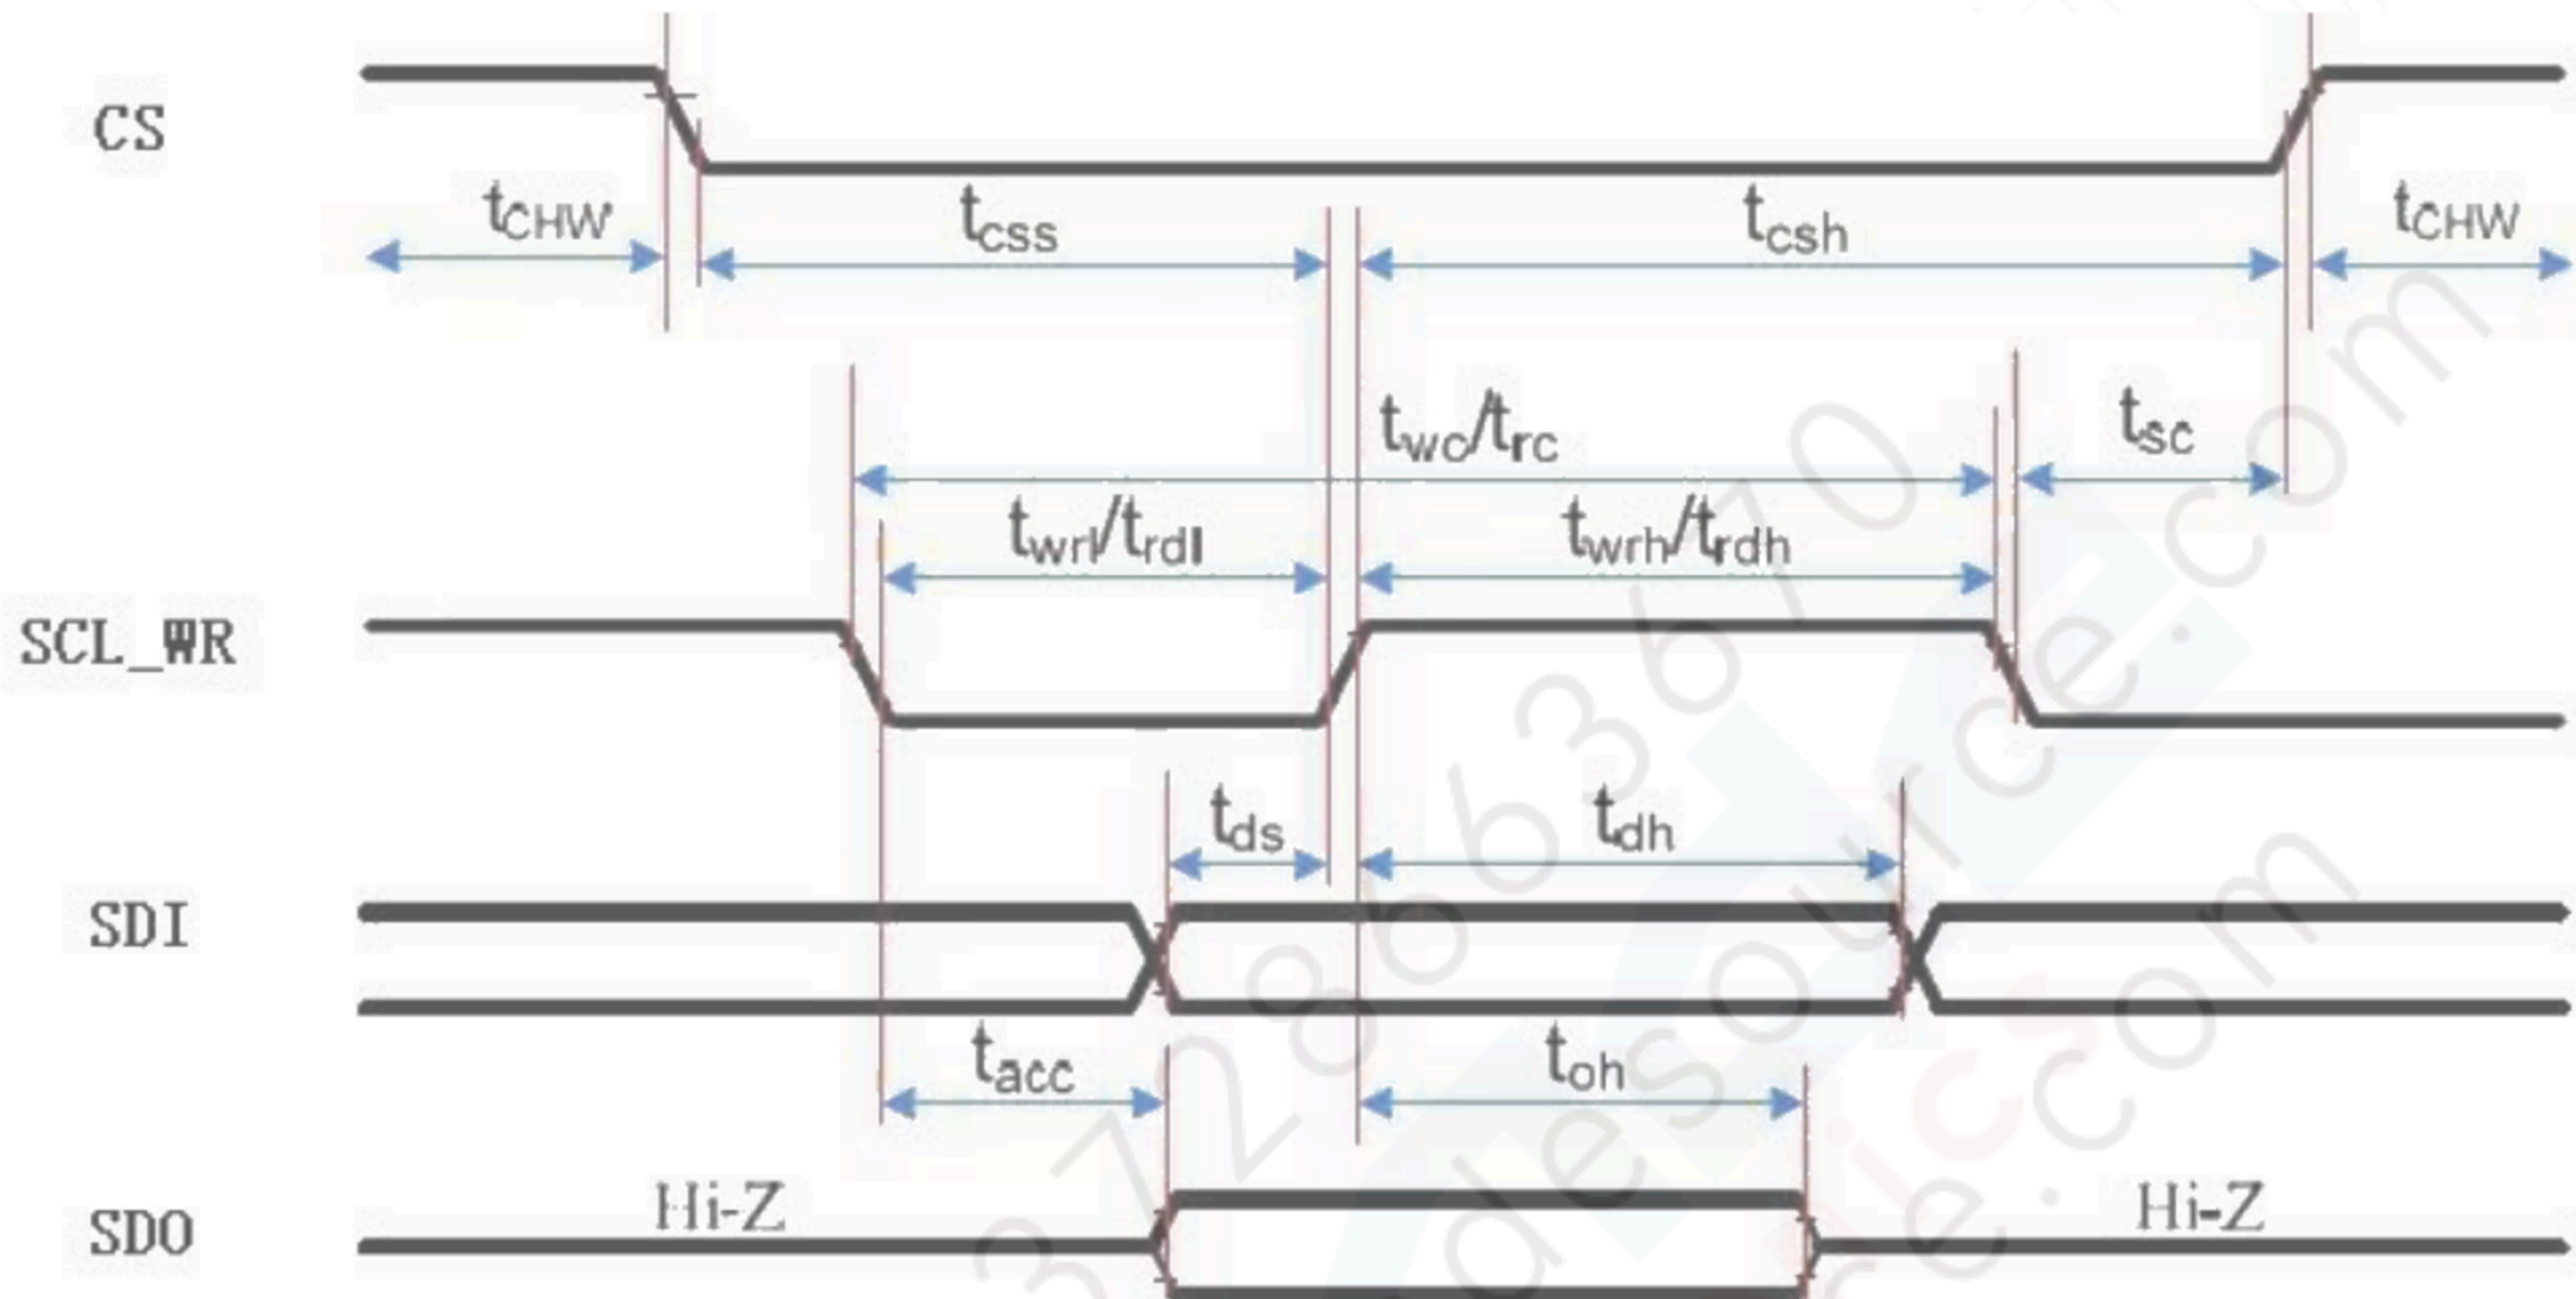 CS
tCHW tcss tcsh tCHW
twc/trc tsc
twrl/trdl twrh/trdh
SCL_WR
tds tdh
SDI
tacc toh
Hi-Z Hi-Z
SDO